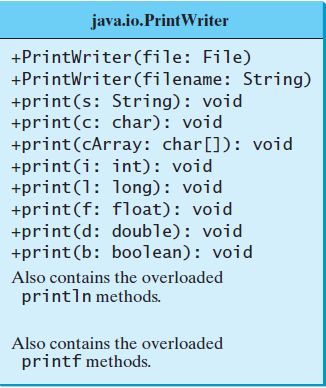 java.io.PrintWriter
+PrintWriter(file: File)
+PrintWriter(filename: String)
+print(s: String): void
+print(c: char): void
+print(cArray: char[]): void
+print(i: int): void
+print(l: long): void
+print(f: float): void
+print(d: double): void
+print(b: boolean): void
Also contains the overloaded
println methods.
Also contains the overloaded
printf methods.